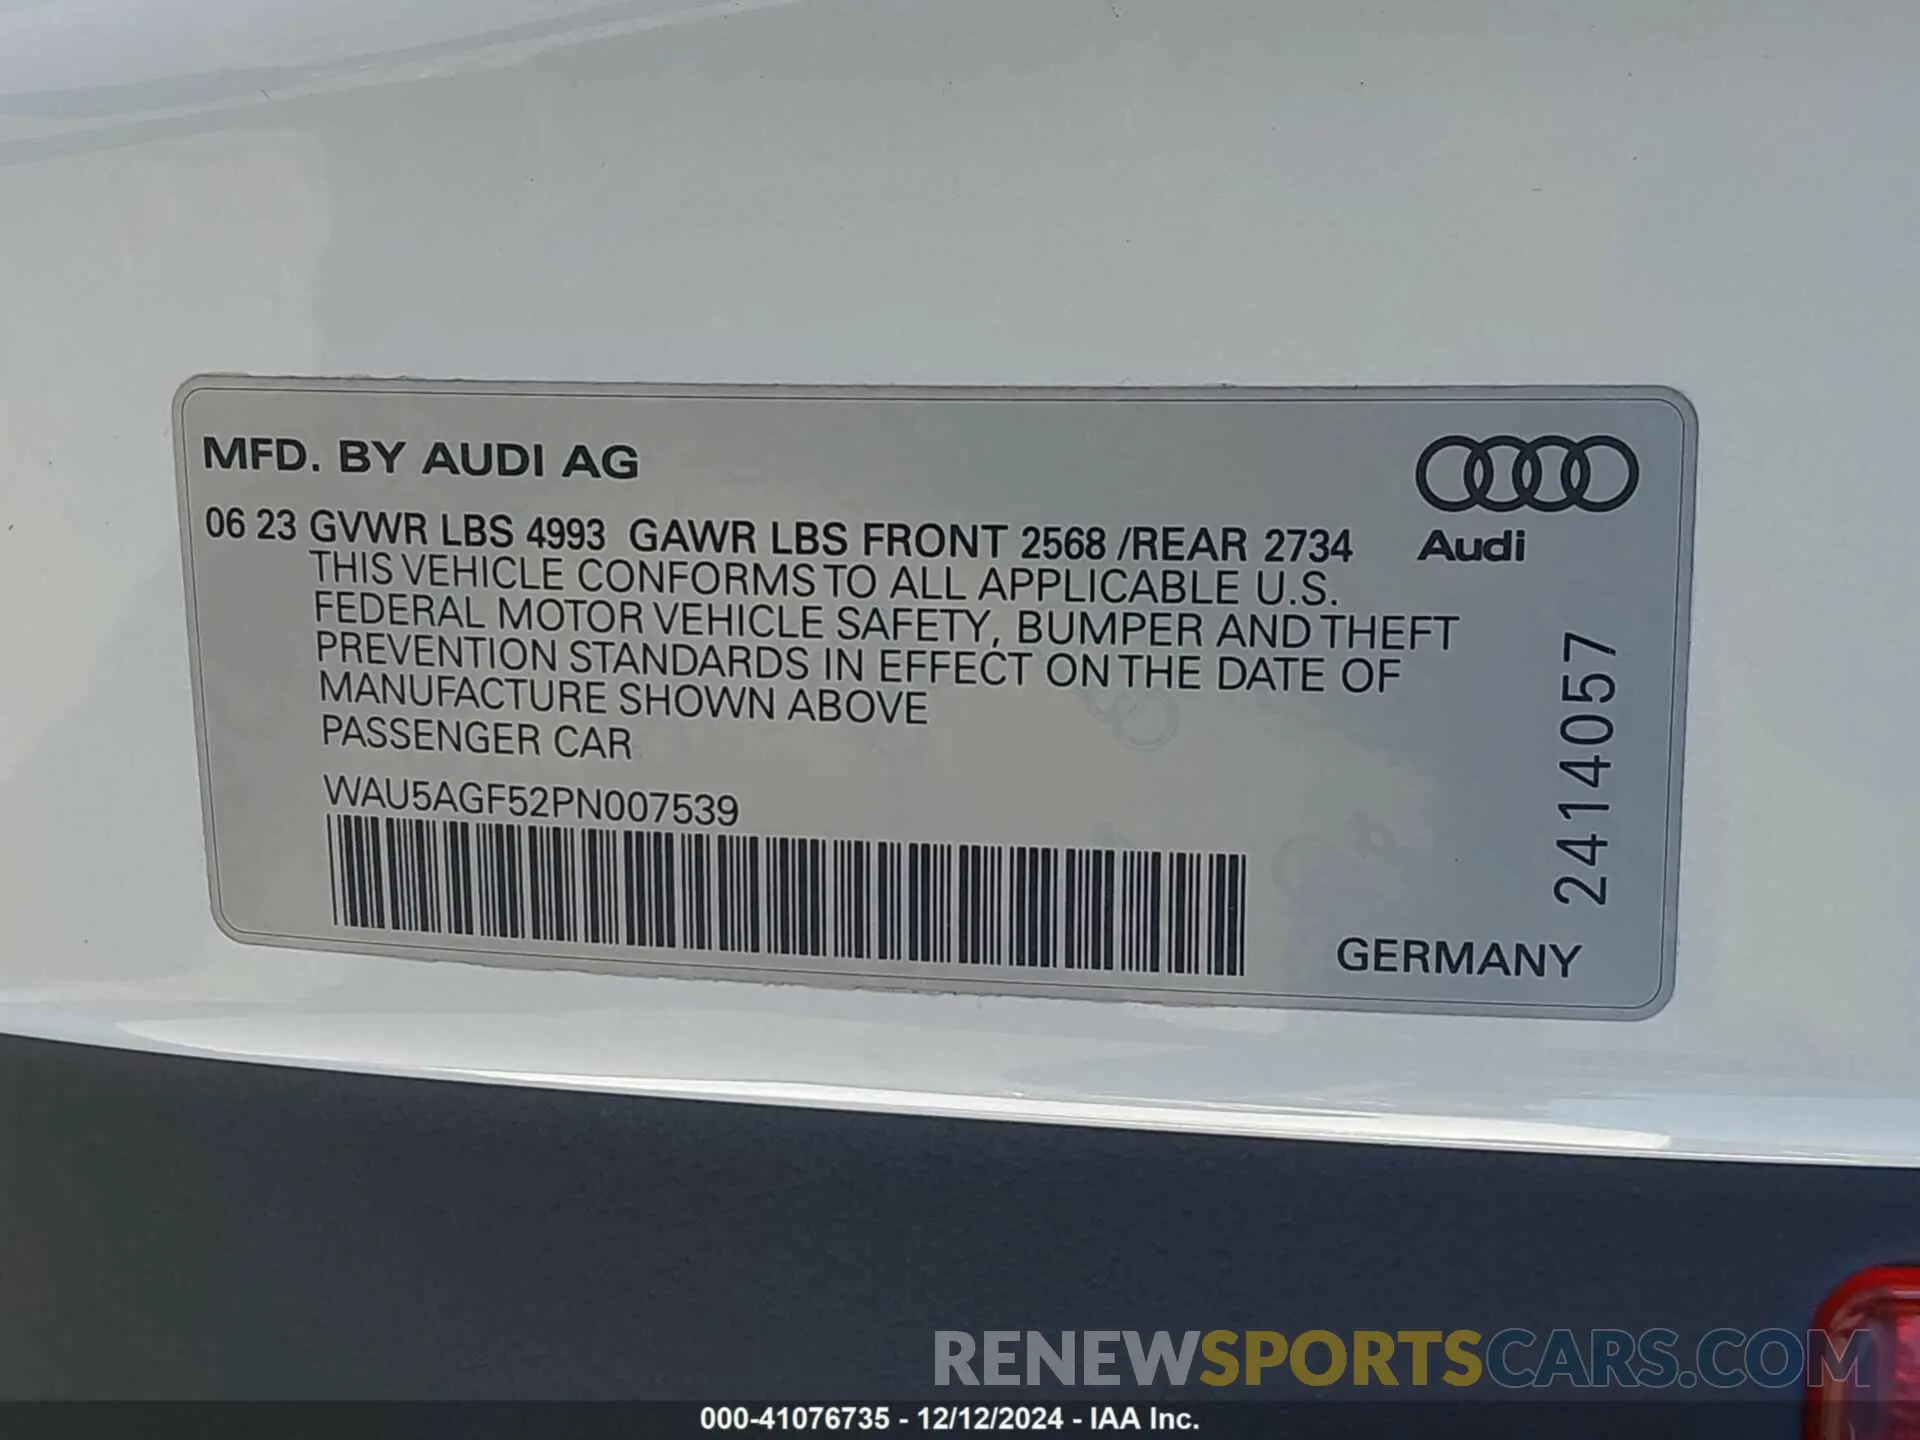 MFD. BY AUDI AG
06 23 GVWR LBS 4993 GAWR LBS FRONT 2568 /REAR 2734
THIS VEHICLE CONFORMS TO ALL APPLICABLE U.S.
FEDERAL MOTOR VEHICLE SAFETY, BUMPER AND THEFT
PREVENTION STANDARDS IN EFFECT ON THE DATE OF
MANUFACTURE SHOWN ABOVE
PASSENGER CAR
WAU5AGF52PN007539
Audi
2414057
GERMANY
RENEWSPORTSCARS.COM
000-41076735 - 12/12/2024 - IAA Inc.